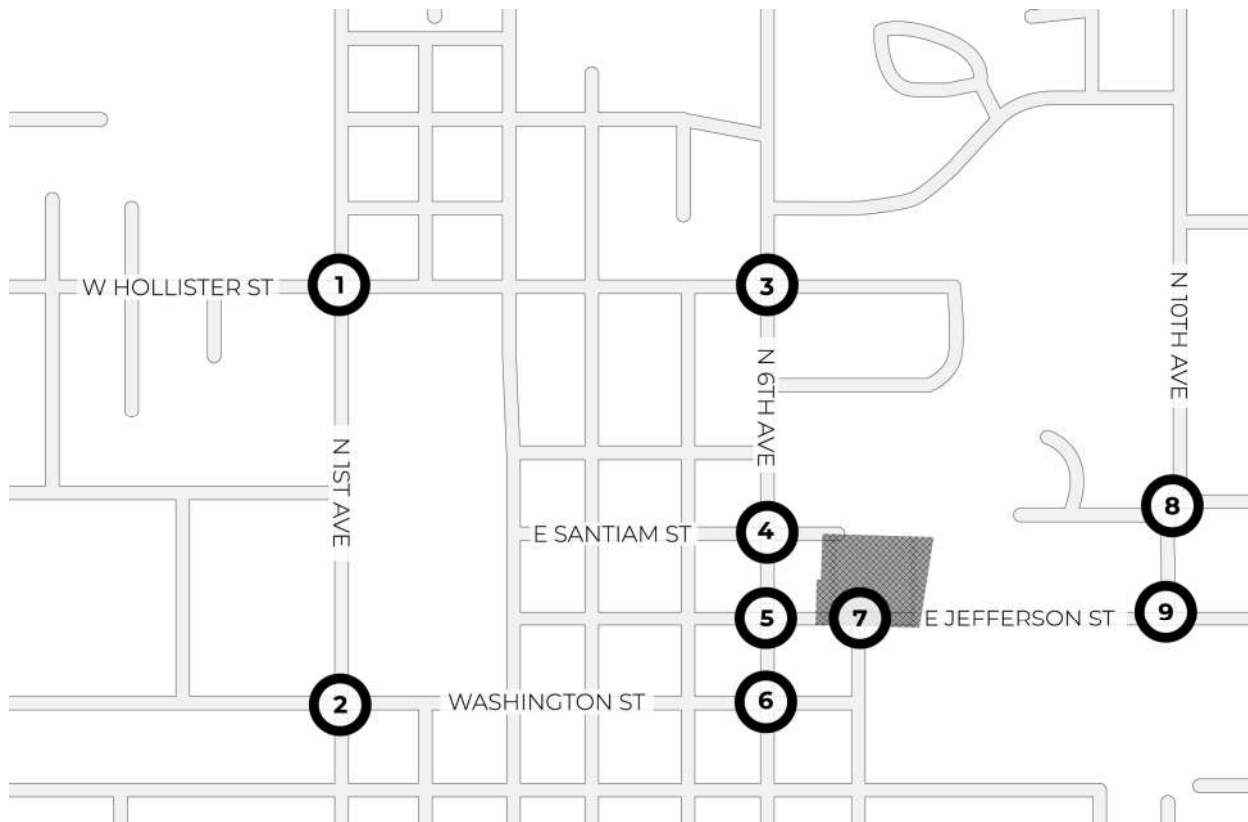 W HOLLISTER ST
1
3
N 10TH AVE
N 6TH AVE
N 1ST AVE
8
E SANTIAM ST
4
5
7
E JEFFERSON ST
9
2
WASHINGTON ST
6